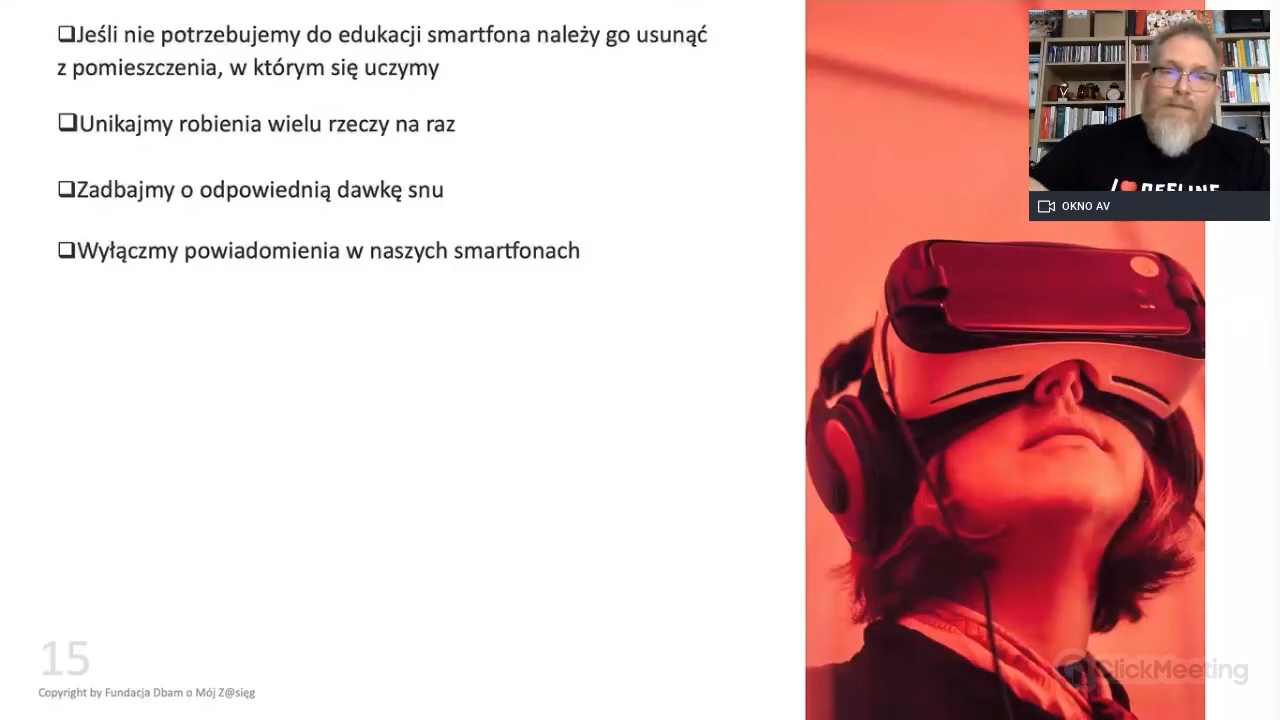 ❑Jeśli nie potrzebujemy do edukacji smartfona należy go usunąć
z pomieszczenia, w którym się uczymy
❑Unikajmy robienia wielu rzeczy na raz
❑Zadbajmy o odpowiednią dawkę snu
❑Wyłączmy powiadomienia w naszych smartfonach
OKNO AV
15
Copyright by Fundacja Dbam o Mój Z@sięg
ClickMeeting